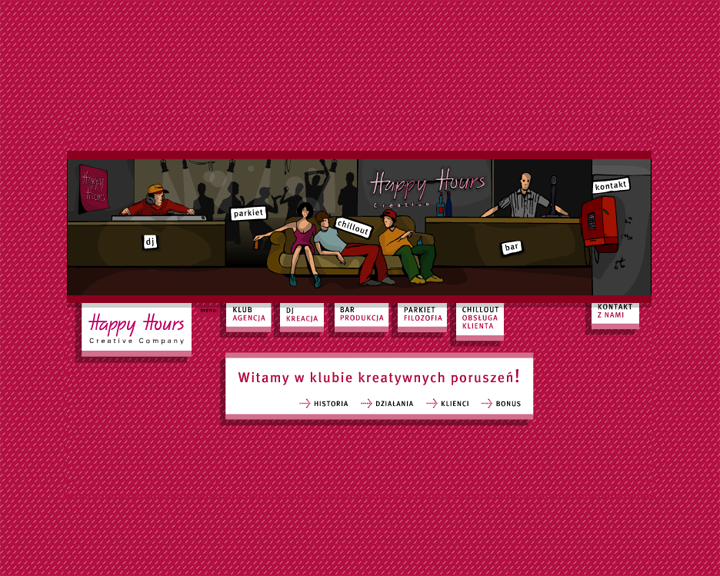 Happy Hours
Happy Hours
Creative
kontakt
parkiet
chillout
dj
bar
Happy Hours
Creative Company
MENU:
KLUB
AGENCJA
DJ
KREACJA
BAR
PRODUKCJA
PARKIET
FILOZOFIA
CHILLOUT
OBSŁUGA
KLIENTA
KONTAKT
Z NAMI
Witamy w klubie kreatywnych poruszeń!
HISTORIA
DZIAŁANIA
KLIENCI
BONUS